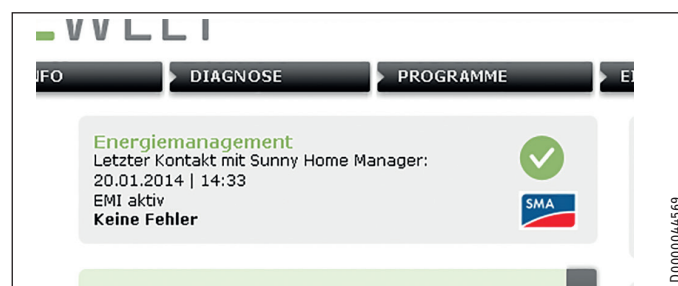 DIAGNOSE
PROGRAMME
Energiemanagement
Letzter Kontakt mit Sunny Home Manager:
20.01.2014 | 14:33
EMI aktiv
Keine Fehler
SMA
D0000044569